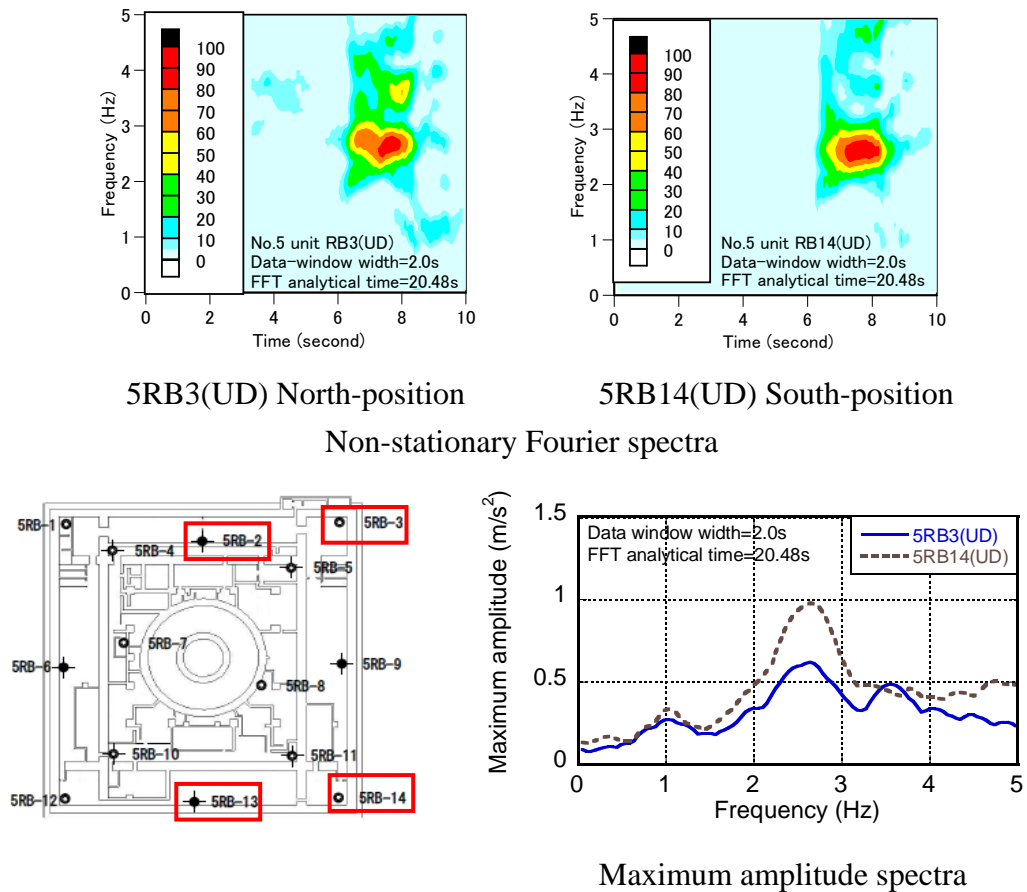 5
4
3
2
1
0
Frequency (Hz)
100
90
80
70
60
50
40
30
20
10
0
No.5 unit RB3(UD)
Data-window width=2.0s
FFT analytical time=20.48s
0 2 4 6 8 10
Time (second)
5
4
3
2
1
0
Frequency (Hz)
100
90
80
70
60
50
40
30
20
10
0
No.5 unit RB14(UD)
Data-window width=2.0s
FFT analytical time=20.48s
0 2 4 6 8 10
Time (second)
5RB3(UD) North-position
5RB14(UD) South-position
Non-stationary Fourier spectra
5RB-1
5RB-2
5RB-3
5RB-4
5RB-5
5RB-6
5RB-7
5RB-8
5RB-9
5RB-10
5RB-11
5RB-12
5RB-13
5RB-14
Maximum amplitude (m/s²)
1.5
1
0.5
0
Data window width=2.0s
FFT analytical time=20.48s
5RB3(UD)
5RB14(UD)
0 1 2 3 4 5
Frequency (Hz)
Maximum amplitude spectra